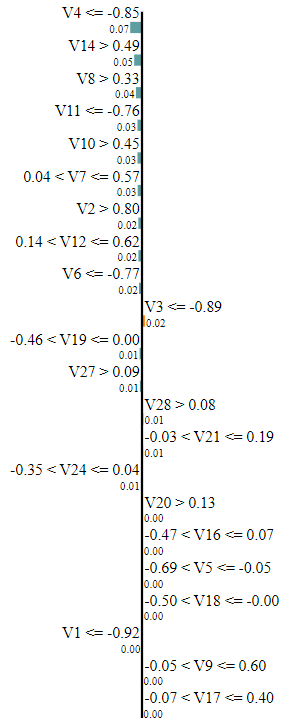 V4 <= -0.85
0.07
V14 > 0.49
0.05
V8 > 0.33
0.04
V11 <= -0.76
0.03
V10 > 0.45
0.03
0.04 < V7 <= 0.57
0.03
V2 > 0.80
0.02
0.14 < V12 <= 0.62
0.02
V6 <= -0.77
0.02
V3 <= -0.89
0.02
-0.46 < V19 <= 0.00
0.01
V27 > 0.09
0.01
V28 > 0.08
0.01
-0.03 < V21 <= 0.19
0.01
-0.35 < V24 <= 0.04
0.01
V20 > 0.13
0.00
-0.47 < V16 <= 0.07
0.00
-0.69 < V5 <= -0.05
0.00
-0.50 < V18 <= -0.00
0.00
V1 <= -0.92
0.00
-0.05 < V9 <= 0.60
0.00
-0.07 < V17 <= 0.40
0.00